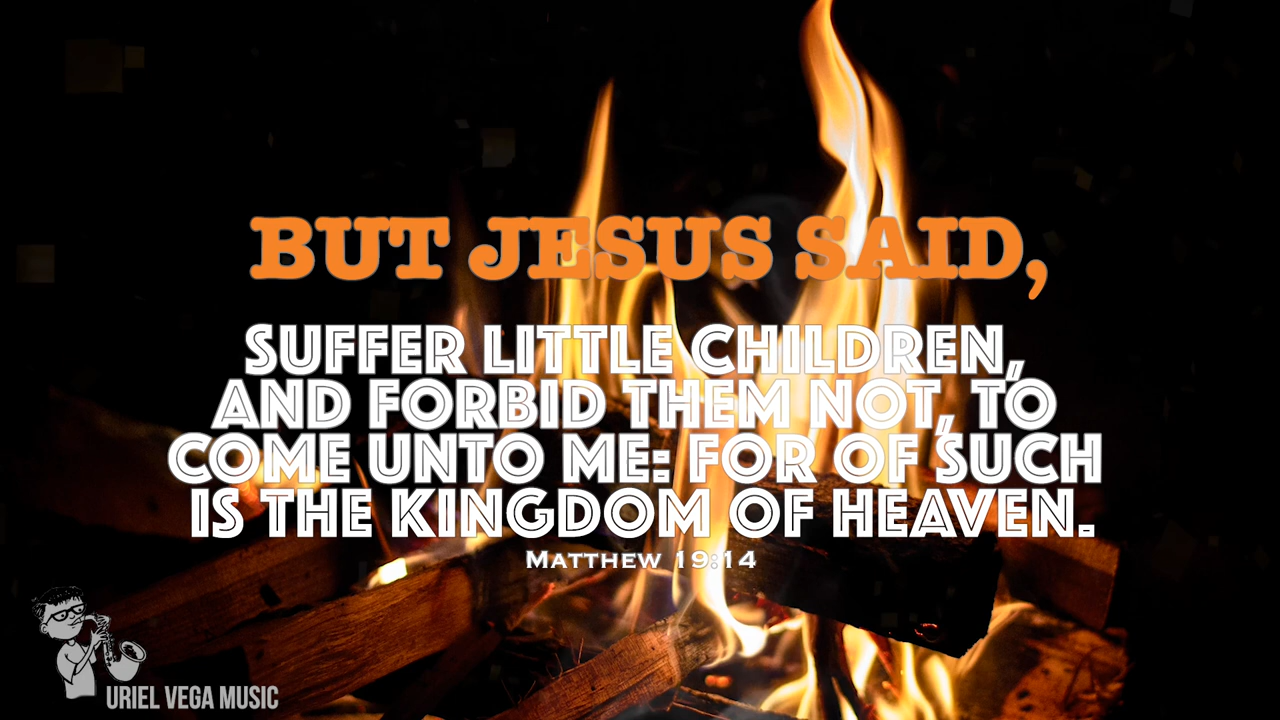 BUT JESUS SAID,
SUFFER LITTLE CHILDREN,
AND FORBID THEM NOT, TO
COME UNTO ME: FOR OF SUCH
IS THE KINGDOM OF HEAVEN.
Matthew 19:14
URIEL VEGA MUSIC